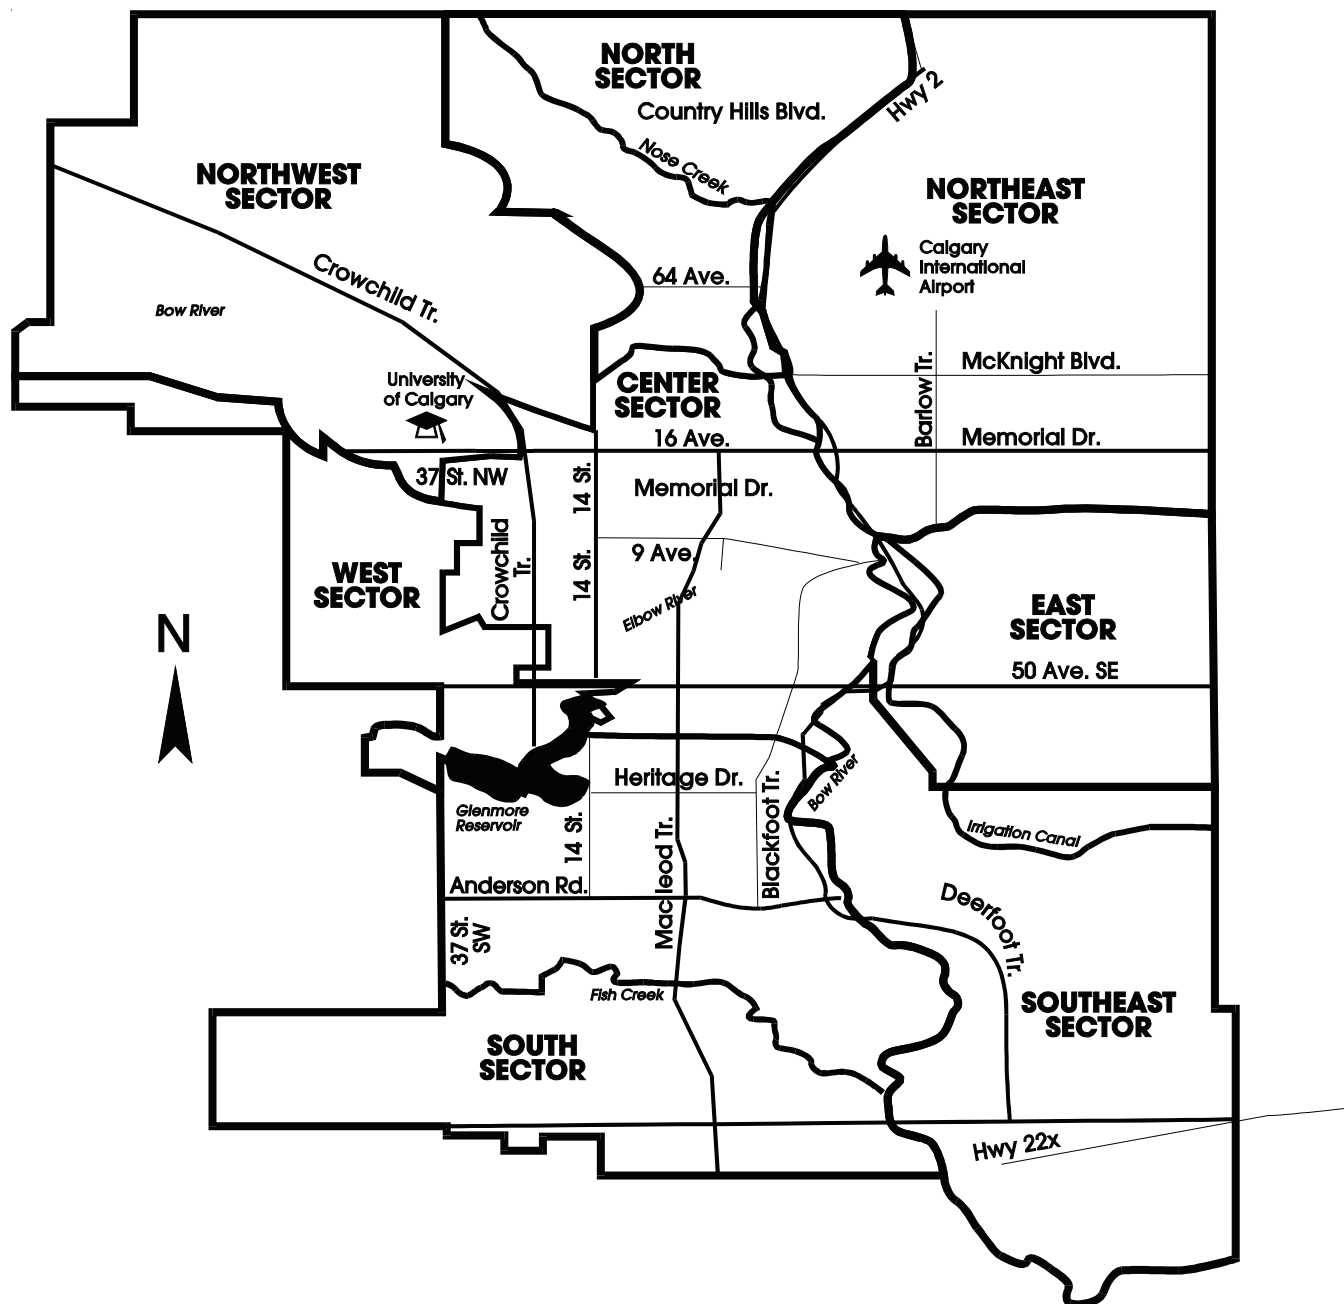 NORTH
SECTOR
Country Hills Blvd.
Hwy 2
Nose Creek
NORTHWEST
SECTOR
NORTHEAST
SECTOR
Calgary
International
Airport
Crowchild Tr.
64 Ave.
Bow River
Barlow Tr.
McKnight Blvd.
University
of Calgary
CENTER
SECTOR
16 Ave.
Memorial Dr.
37 St. NW
14 St.
Memorial Dr.
Crowchild
Tr.
14 St.
9 Ave.
WEST
SECTOR
Elbow River
EAST
SECTOR
N
50 Ave. SE
Heritage Dr.
Bow River
Glenmore
Reservoir
14 St.
Macleod Tr.
Blackfoot Tr.
Irrigation Canal
Anderson Rd.
Deerfoot Tr.
37 St.
SW
Fish Creek
SOUTHEAST
SECTOR
SOUTH
SECTOR
Hwy 22x